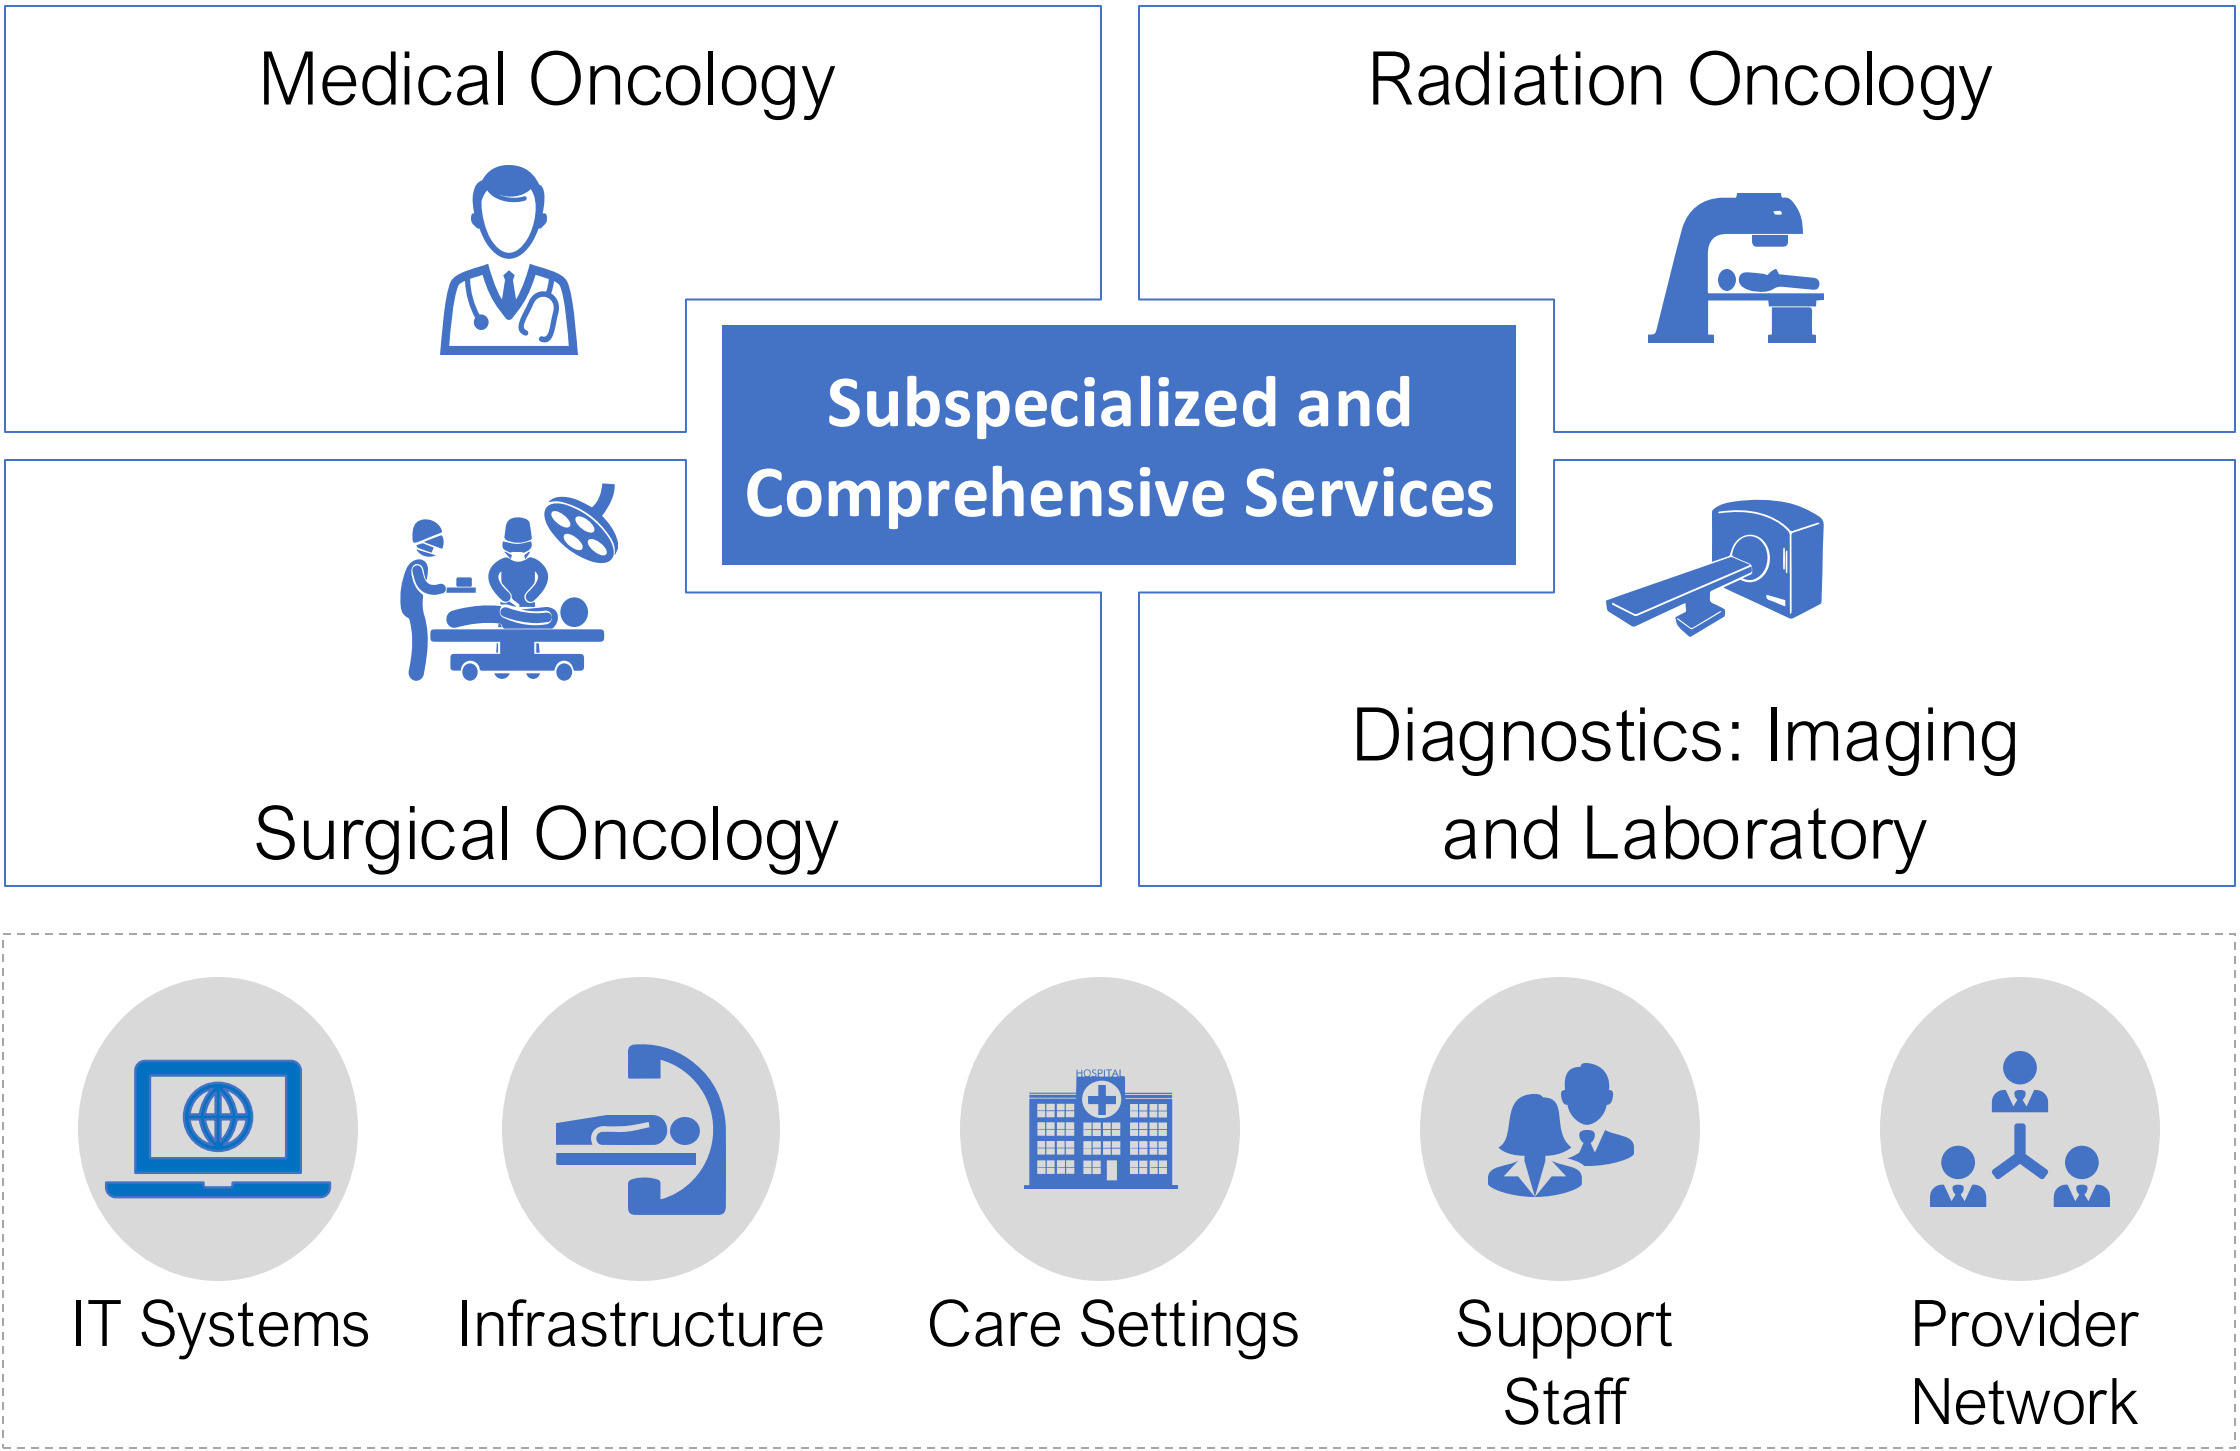 Medical Oncology
Radiation Oncology
Subspecialized and
Comprehensive Services
Surgical Oncology
Diagnostics: Imaging
and Laboratory
HOSPITAL
IT Systems
Infrastructure
Care Settings
Support
Staff
Provider
Network